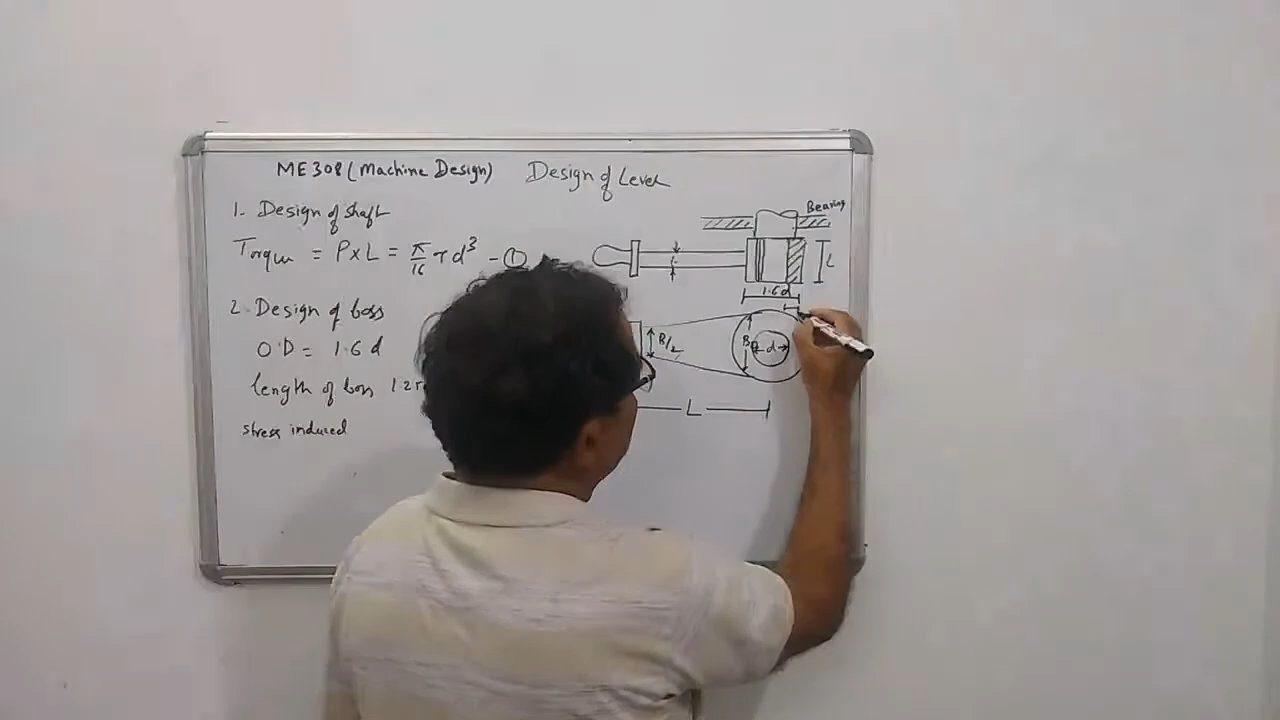 ME308 (Machine Design) Design of Lever
1. Design of shaft
Torque = P x L = π/16 τ d³ - ①
2. Design of boss
O.D = 1.6 d
length of boss
stress induced
Bearing
t
l
1.6d
B/2
B
d
L